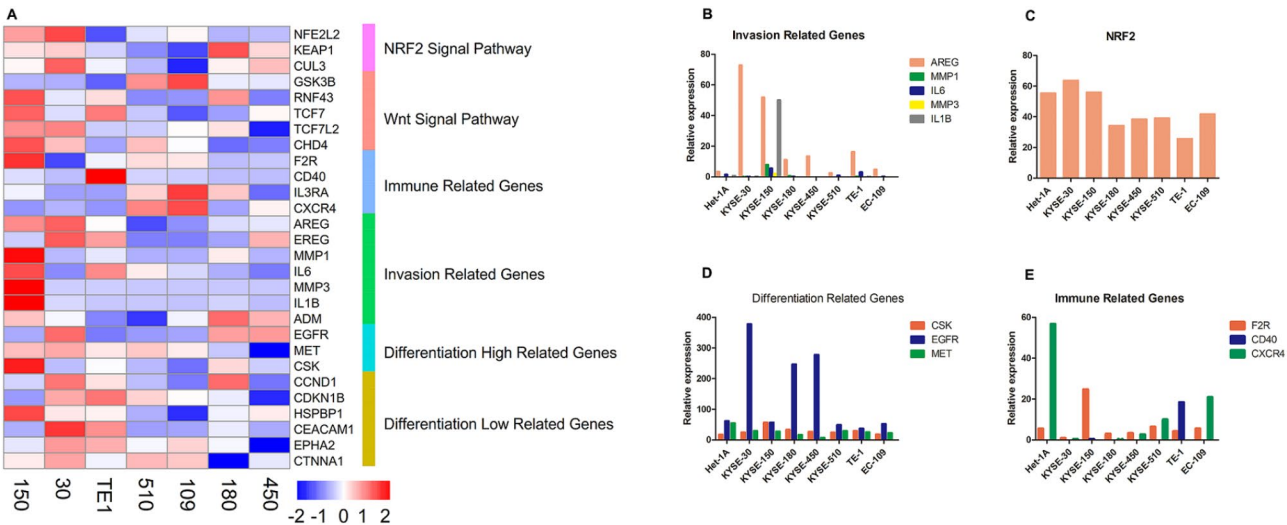 A
NFE2L2
KEAP1
CUL3
GSK3B
RNF43
TCF7
TCF7L2
CHD4
F2R
CD40
IL3RA
CXCR4
AREG
EREG
MMP1
IL6
MMP3
IL1B
ADM
EGFR
MET
CSK
CCND1
CDKN1B
HSPBP1
CEACAM1
EPHA2
CTNNA1
NRF2 Signal Pathway
Wnt Signal Pathway
Immune Related Genes
Invasion Related Genes
Differentiation High Related Genes
Differentiation Low Related Genes
150 30 TE1 510 109 180 450
-2 -1 0 1 2
B
Invasion Related Genes
Relative expression
80
60
40
20
0
Het-1A KYSE-30 KYSE-150 KYSE-180 KYSE-450 KYSE-510 TE-1 EC-109
AREG
MMP1
IL6
MMP3
IL1B
C
NRF2
Relative expression
80
60
40
20
0
Het-1A KYSE-30 KYSE-150 KYSE-180 KYSE-450 KYSE-510 TE-1 EC-109
D
Differentiation Related Genes
Relative expression
400
300
200
100
0
Het-1A KYSE-30 KYSE-150 KYSE-180 KYSE-450 KYSE-510 TE-1 EC-109
CSK
EGFR
MET
E
Immune Related Genes
Relative expression
60
40
20
0
Het-1A KYSE-30 KYSE-150 KYSE-180 KYSE-450 KYSE-510 TE-1 EC-109
F2R
CD40
CXCR4